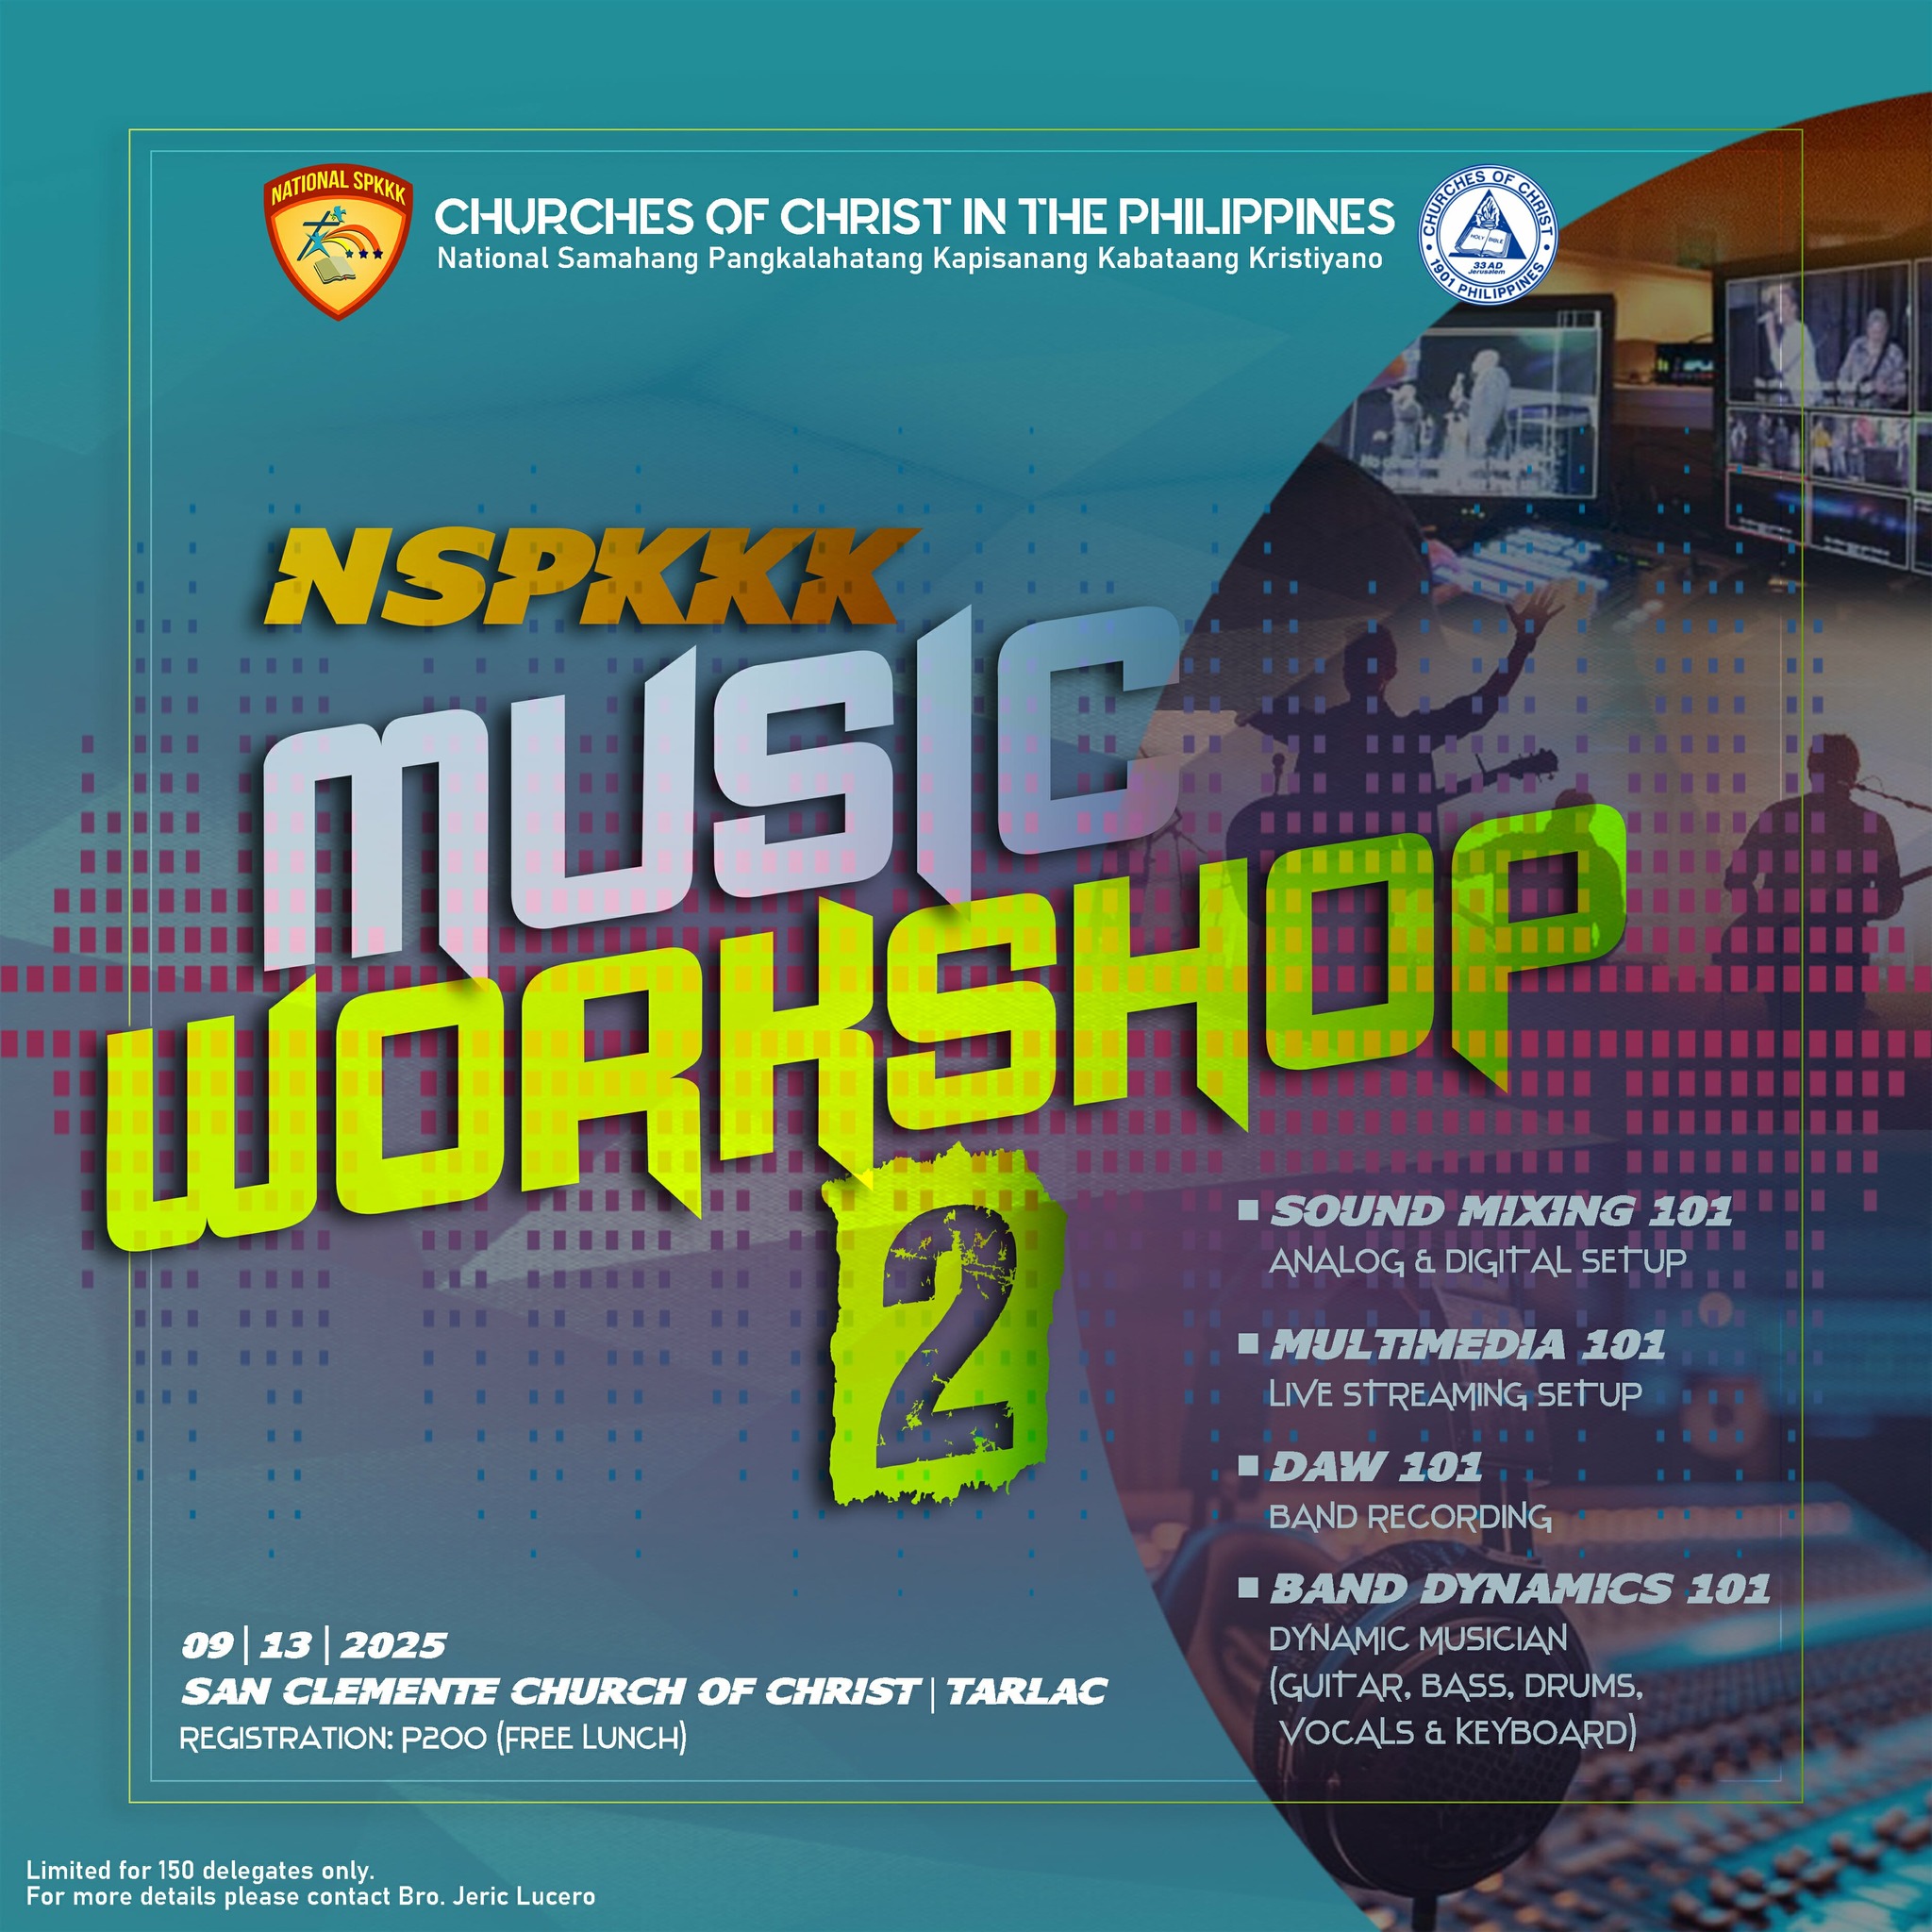 NATIONAL SPKKK
CHURCHES OF CHRIST IN THE PHILIPPINES
National Samahang Pangkalahatang Kapisanang Kabataang Kristiyano
CHURCHES OF CHRIST
HOLY BIBLE
33 AD
Jerusalem
1901 PHILIPPINES
NSPKKK
MUSIC
WORKSHOP
2
SOUND MIXING 101
ANALOG & DIGITAL SETUP
MULTIMEDIA 101
LIVE STREAMING SETUP
DAW 101
BAND RECORDING
BAND DYNAMICS 101
DYNAMIC MUSICIAN
(GUITAR, BASS, DRUMS,
VOCALS & KEYBOARD)
09 | 13 | 2025
SAN CLEMENTE CHURCH OF CHRIST | TARLAC
REGISTRATION: P200 (FREE LUNCH)
Limited for 150 delegates only.
For more details please contact Bro. Jeric Lucero